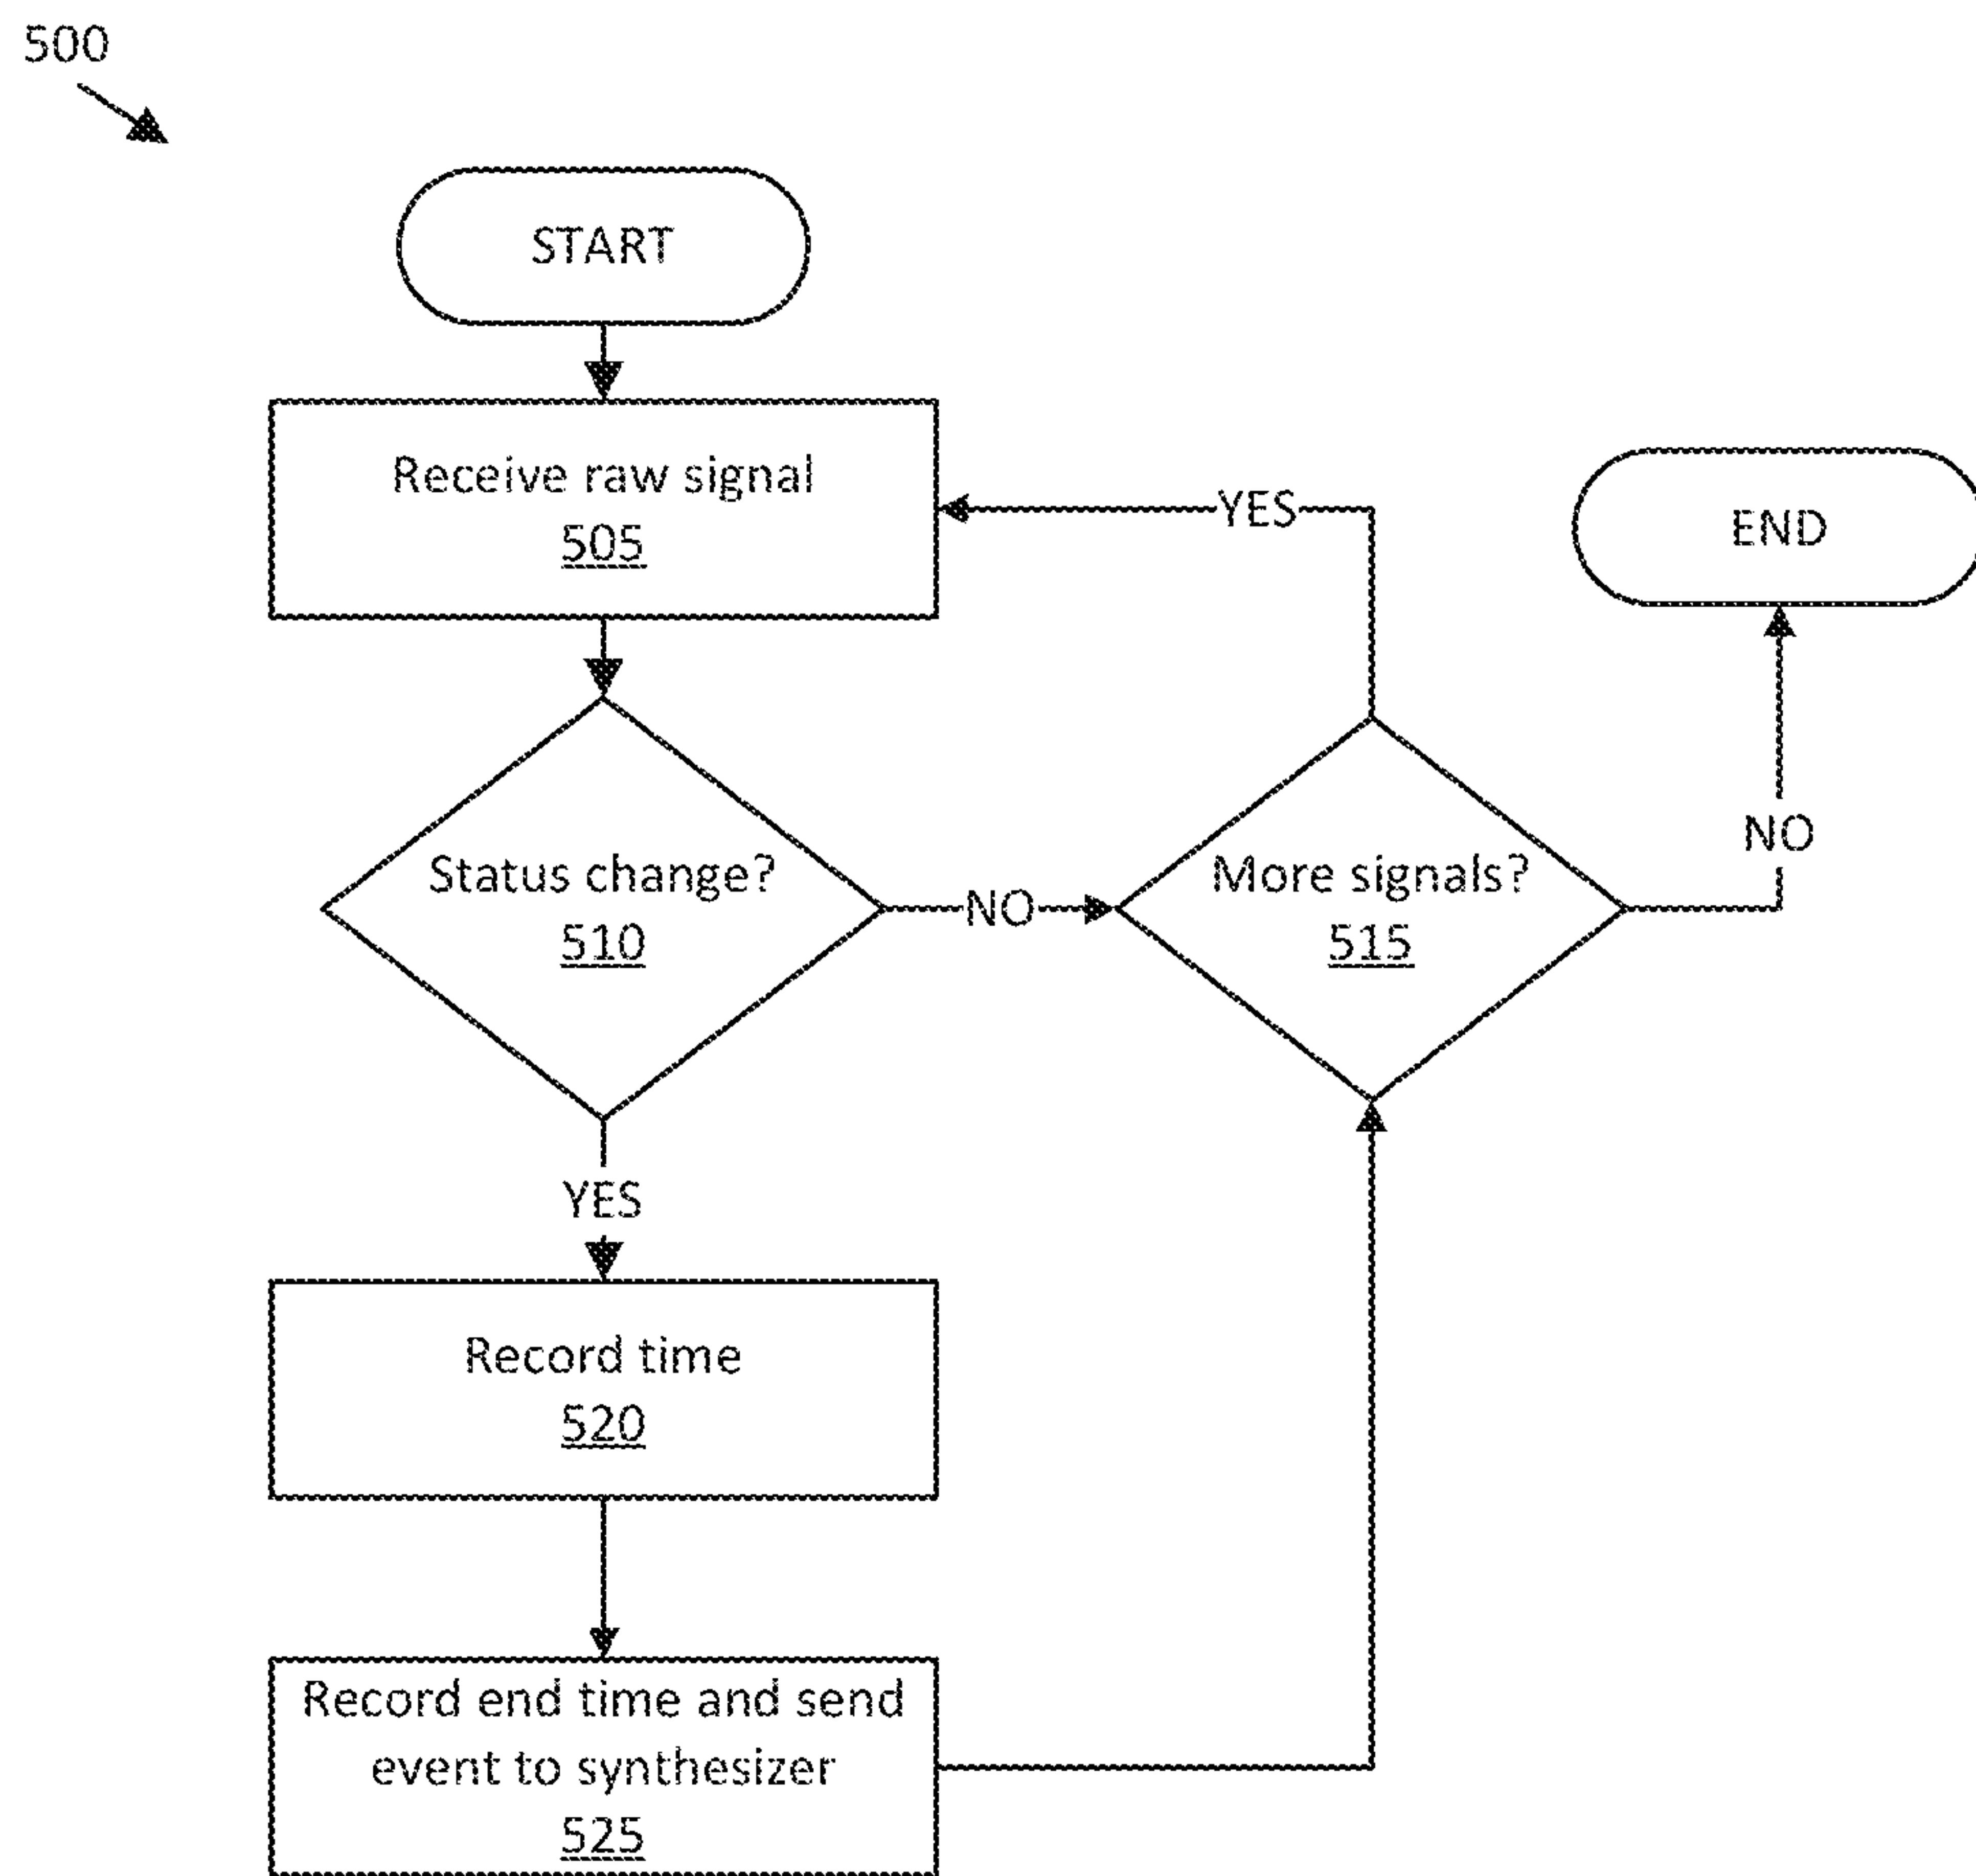 500
START
Receive raw signal
505
YES
END
Status change?
510
NO
More signals?
515
NO
YES
Record time
520
Record end time and send
event to synthesizer
525